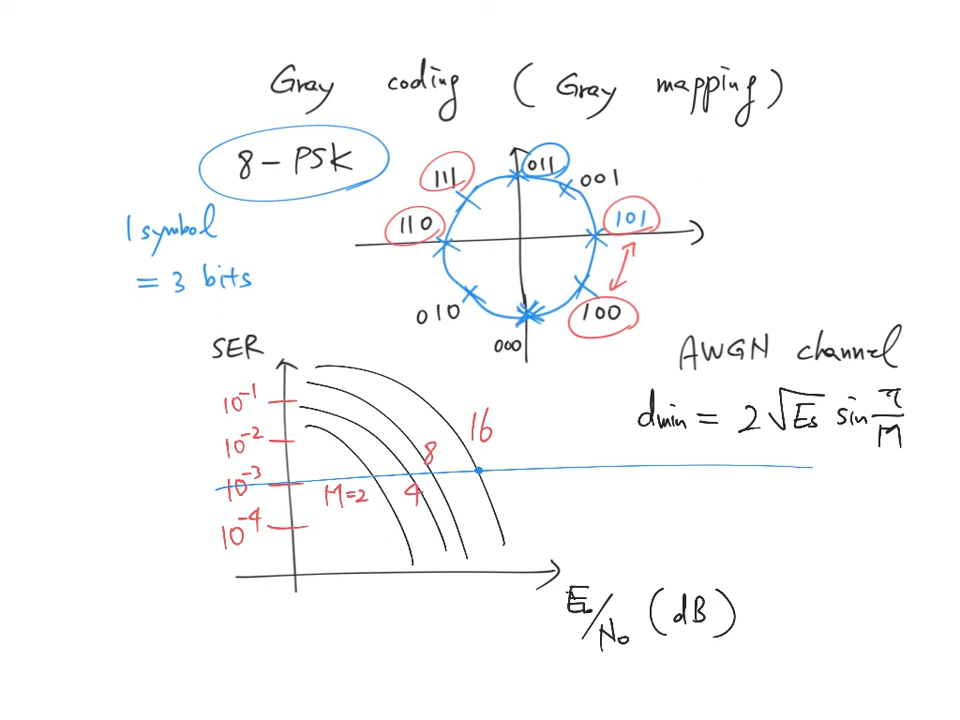 Gray coding (Gray mapping)
8-PSK
1 symbol
= 3 bits
011
111
001
110
101
010
100
000
SER
10⁻¹
10⁻²
10⁻³
10⁻⁴
M=2
4
8
16
AWGN channel
dmin = 2√Es sin π/M
/No (dB)